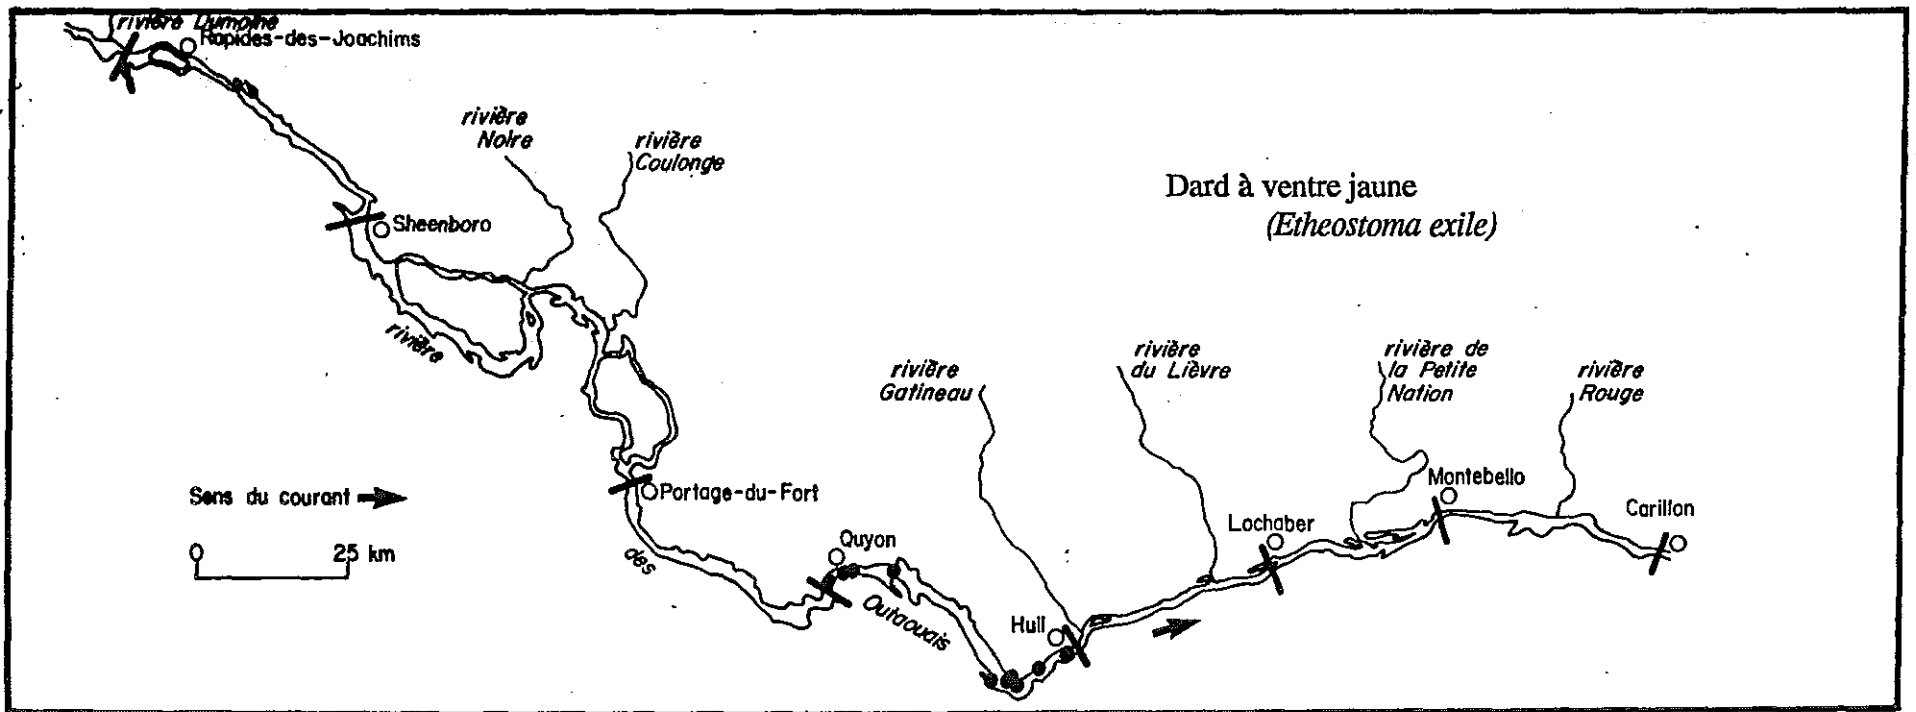 rivière Dumoine
Rapides-des-Joachims
rivière
Noire
rivière
Coulonge
Dard à ventre jaune
(Etheostoma exile)
Sheenboro
rivière
rivière
Gatineau
rivière
du Lièvre
rivière de
la Petite
Nation
rivière
Rouge
Sens du courant
Portage-du-Fort
Montebello
Carillon
Lochaber
0 25 km
des
Quyon
Outaouais
Hull